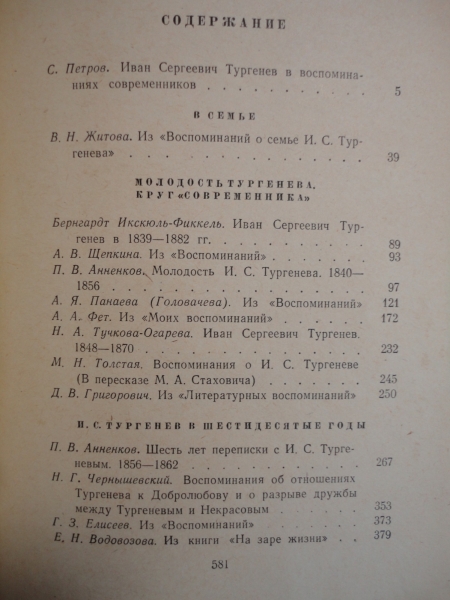 СОДЕРЖАНИЕ
С. Петров. Иван Сергеевич Тургенев в воспомина-
ниях современников . . . . . . . . . . . 5
В СЕМЬЕ
В. Н. Житова. Из «Воспоминаний о семье И. С. Тур-
генева» . . . . . . . . . . . . . . . 39
МОЛОДОСТЬ ТУРГЕНЕВА.
КРУГ «СОВРЕМЕННИКА»
Бернгардт Икскюль-Фиккель. Иван Сергеевич Тур-
генев в 1839—1882 гг. . . . . . . . . . . 89
А. В. Щепкина. Из «Воспоминаний» . . . . . . 93
П. В. Анненков. Молодость И. С. Тургенева. 1840—
1856 . . . . . . . . . . . . . . . . 97
А. Я. Панаева (Головачева). Из «Воспоминаний» 121
А. А. Фет. Из «Моих воспоминаний» . . . . . 172
Н. А. Тучкова-Огарева. Иван Сергеевич Тургенев.
1848—1870 . . . . . . . . . . . . . . 232
М. Н. Толстая. Воспоминания о И. С. Тургеневе
(В пересказе М. А. Стаховича) . . . . . . . 245
Д. В. Григорович. Из «Литературных воспоминаний» 250
И. С. ТУРГЕНЕВ В ШЕСТИДЕСЯТЫЕ ГОДЫ
П. В. Анненков. Шесть лет переписки с И. С. Турге-
невым. 1856—1862 . . . . . . . . . . . 267
Н. Г. Чернышевский. Воспоминания об отношениях
Тургенева к Добролюбову и о разрыве дружбы
между Тургеневым и Некрасовым . . . . . . 353
Г. З. Елисеев. Из «Воспоминаний» . . . . . . 373
Е. Н. Водовозова. Из книги «На заре жизни» . . 379
581